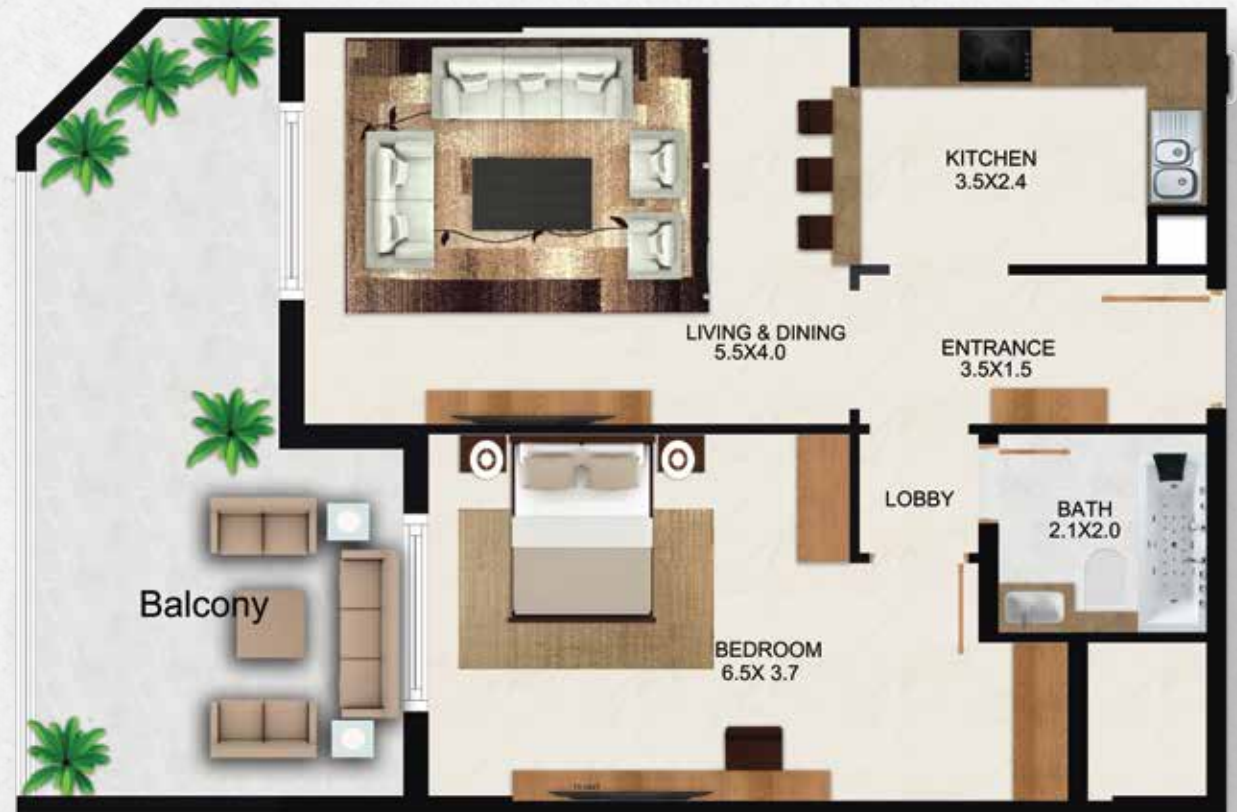 KITCHEN
3.5X2.4
LIVING & DINING
5.5X4.0
ENTRANCE
3.5X1.5
LOBBY
BATH
2.1X2.0
Balcony
BEDROOM
6.5X 3.7